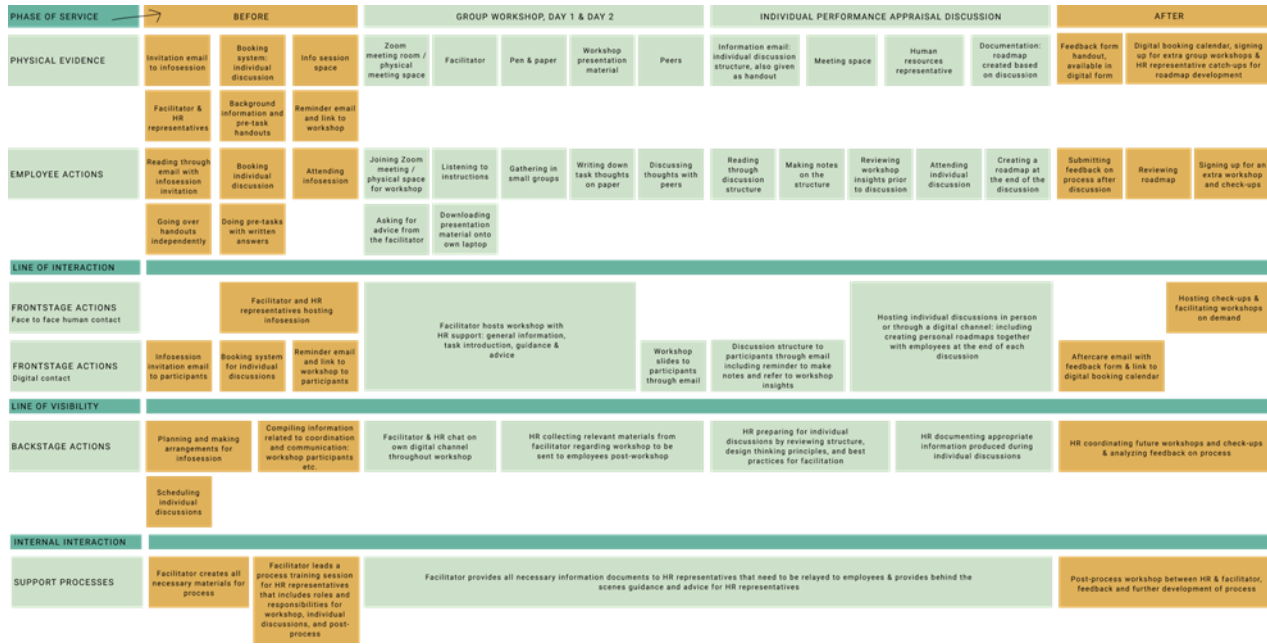 PHASE OF SERVICE
BEFORE
GROUP WORKSHOP, DAY 1 & DAY 2
INDIVIDUAL PERFORMANCE APPRAISAL DISCUSSION
AFTER
PHYSICAL EVIDENCE
Invitation email
to infosession
Booking
system:
individual
discussion
Info session
space
Zoom
meeting room /
physical
meeting space
Facilitator
Pen & paper
Workshop
presentation
material
Peers
Information email:
individual discussion
structure, also given
as handout
Meeting space
Human
resources
representative
Documentation:
roadmap
created based
on discussion
Feedback form
handout,
available in
digital form
Digital booking calendar, signing
up for extra group workshops &
HR representative catch-ups for
roadmap development
Facilitator &
HR
representatives
Background
information and
pre-task
handouts
Reminder email
and link to
workshop
EMPLOYEE ACTIONS
Reading through
email with
infosession
invitation
Booking
individual
discussion
Attending
infosession
Joining Zoom
meeting /
physical space
for workshop
Listening to
instructions
Gathering in
small groups
Writing down
task thoughts
on paper
Discussing
thoughts with
peers
Reading
through
discussion
structure
Making notes
on the
structure
Reviewing
workshop
insights prior
to discussion
Attending
individual
discussion
Creating a
roadmap at
the end of the
discussion
Submitting
feedback on
process after
discussion
Reviewing
roadmap
Signing up for an
extra workshop
and check-ups
Going over
handouts
independently
Doing pre-tasks
with written
answers
Asking for
advice from
the facilitator
Downloading
presentation
material onto
own laptop
LINE OF INTERACTION
FRONTSTAGE ACTIONS
Face to face human contact
Facilitator and HR
representatives hosting
infosession
Facilitator hosts workshop with
HR support: general information,
task introduction, guidance &
advice
Hosting individual discussions in person
or through a digital channel: including
creating personal roadmaps together
with employees at the end of each
discussion
Hosting check-ups &
facilitating workshops
on demand
FRONTSTAGE ACTIONS
Digital contact
Infosession
invitation email
to participants
Booking system
for individual
discussions
Reminder email
and link to
workshop to
participants
Workshop
slides to
participants
through email
Discussion structure to
participants through email
including reminder to make
notes and refer to workshop
insights
Aftercare email with
feedback form & link to
digital booking calendar
LINE OF VISIBILITY
BACKSTAGE ACTIONS
Planning and making
arrangements for
infosession
Compiling information
related to coordination
and communication:
workshop participants
etc.
Facilitator & HR chat on
own digital channel
throughout workshop
HR collecting relevant materials from
facilitator regarding workshop to be
sent to employees post-workshop
HR preparing for individual
discussions by reviewing structure,
design thinking principles, and best
practices for facilitation
HR documenting appropriate
information produced during
individual discussions
HR coordinating future workshops and check-ups
& analyzing feedback on process
Scheduling
individual
discussions
INTERNAL INTERACTION
SUPPORT PROCESSES
Facilitator creates all
necessary materials for
process
Facilitator leads a
process training session
for HR representatives
that includes roles and
responsibilities for
workshop, individual
discussions, and post-
process
Facilitator provides all necessary information documents to HR representatives that need to be relayed to employees & provides behind the
scenes guidance and advice for HR representatives
Post-process workshop between HR & facilitator,
feedback and further development of process